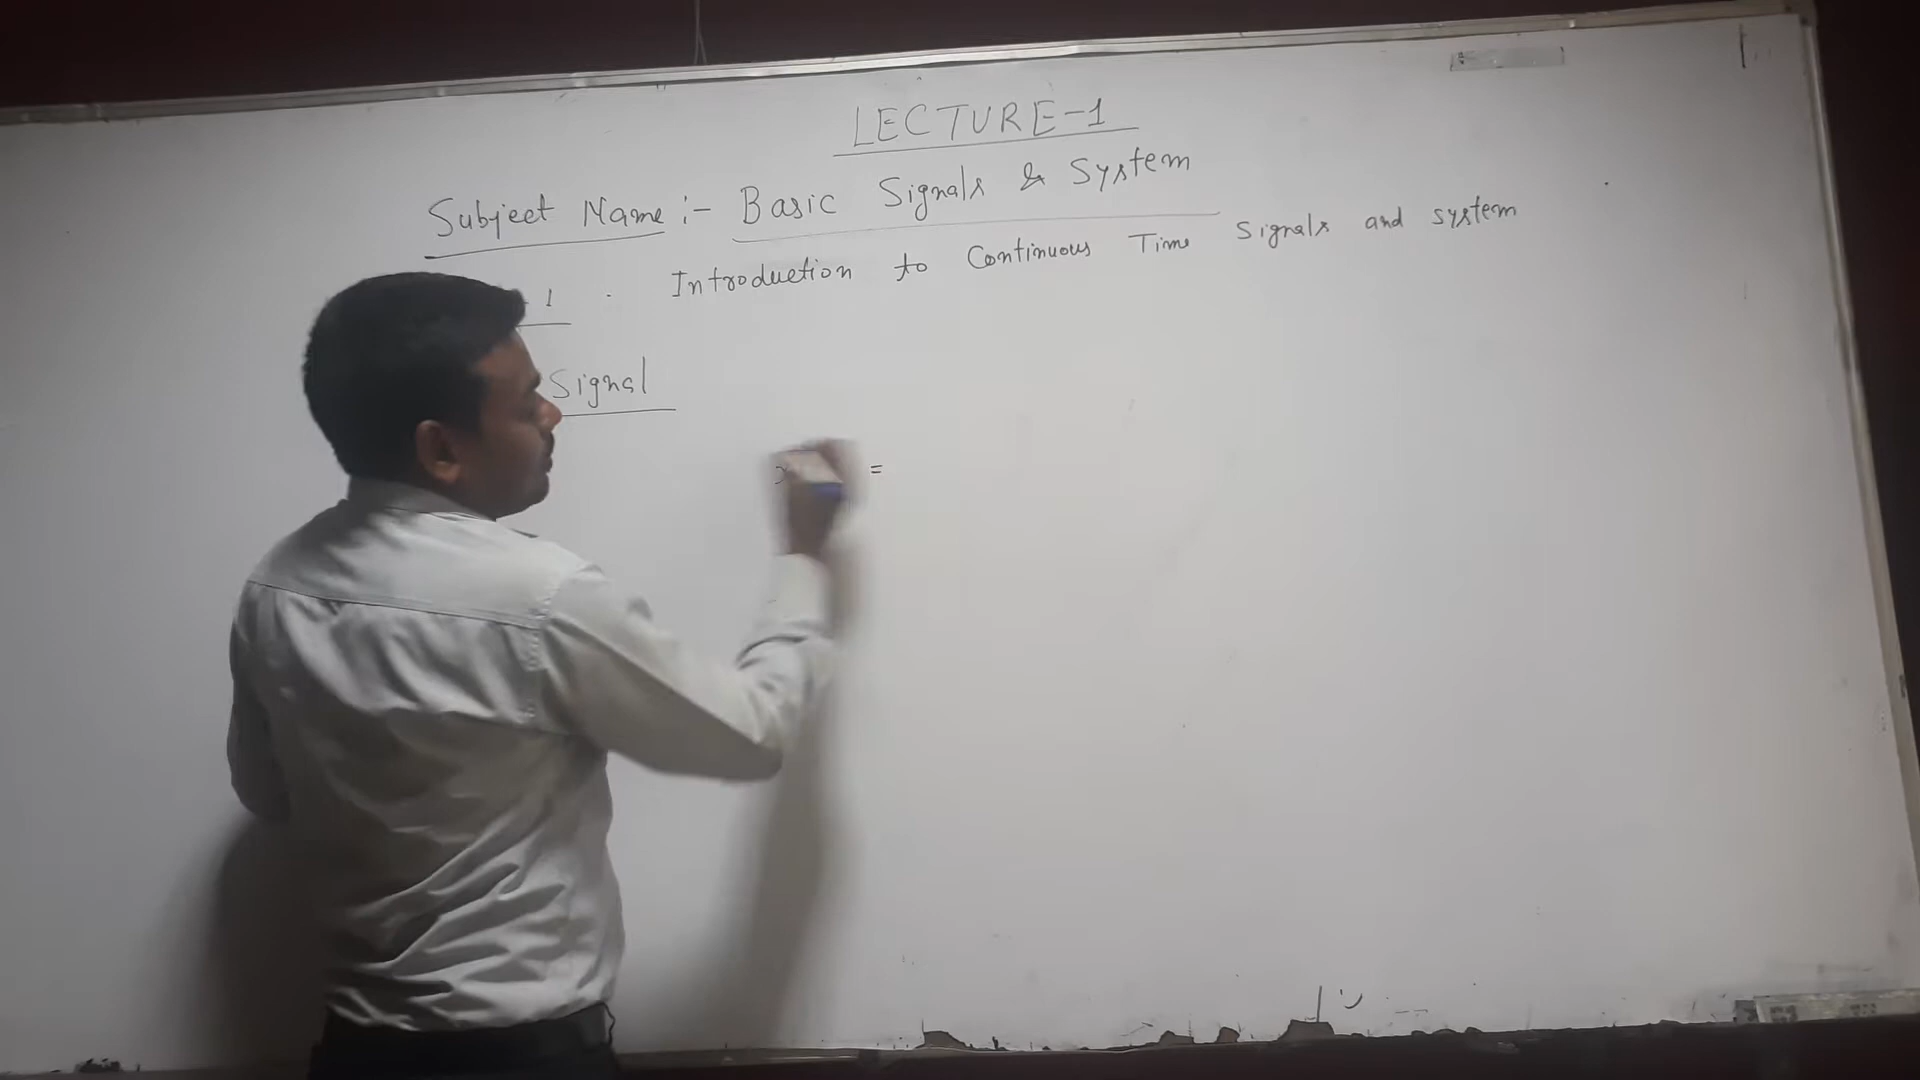 LECTURE-1
Subject Name :- Basic Signals & System
1 . Introduction to Continuous Time Signals and system
Signal
=